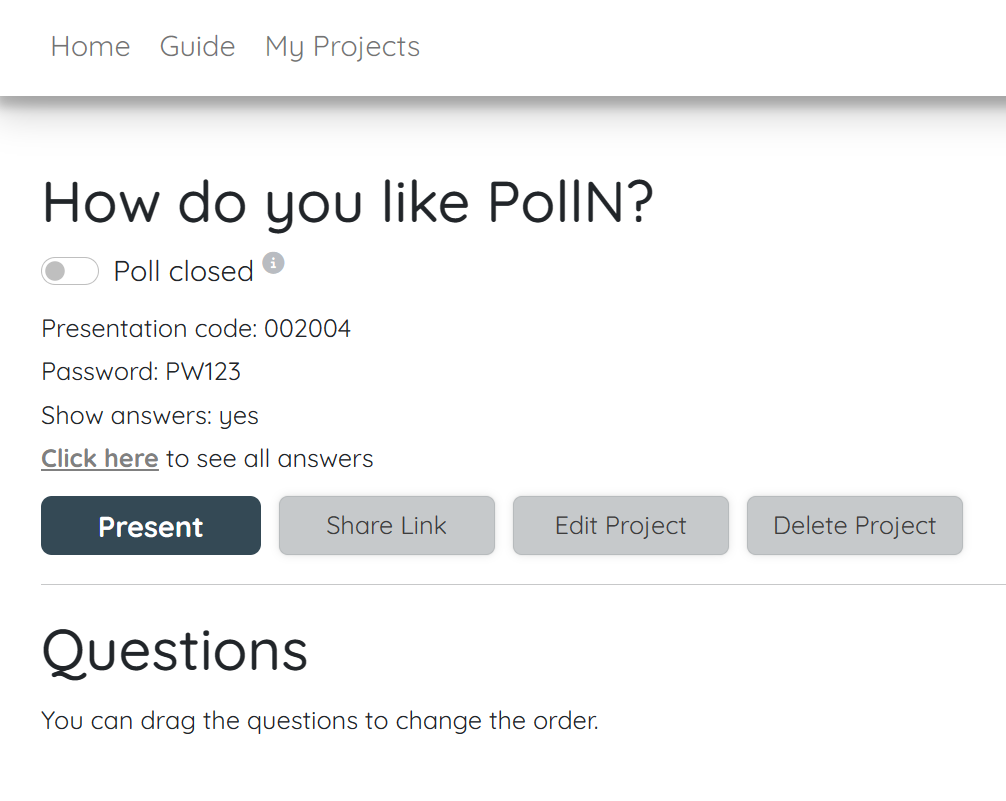 Home Guide My Projects
How do you like PollN?
Poll closed
Presentation code: 002004
Password: PW123
Show answers: yes
Click here to see all answers
Present Share Link Edit Project Delete Project
Questions
You can drag the questions to change the order.